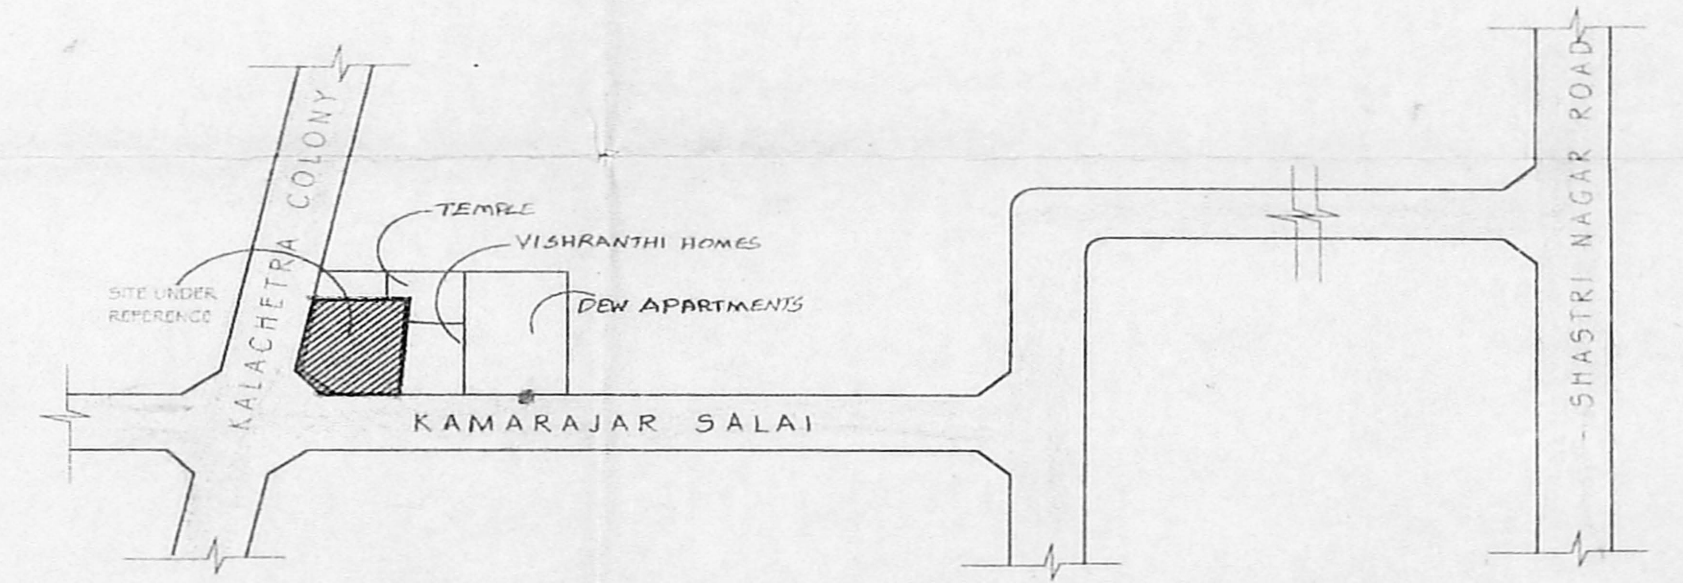 KALACHETRA COLONY
TEMPLE
VISHRANTHI HOMES
SITE UNDER
REFERENCE
DEW APARTMENTS
KAMARAJAR SALAI
SHASTRI NAGAR ROAD